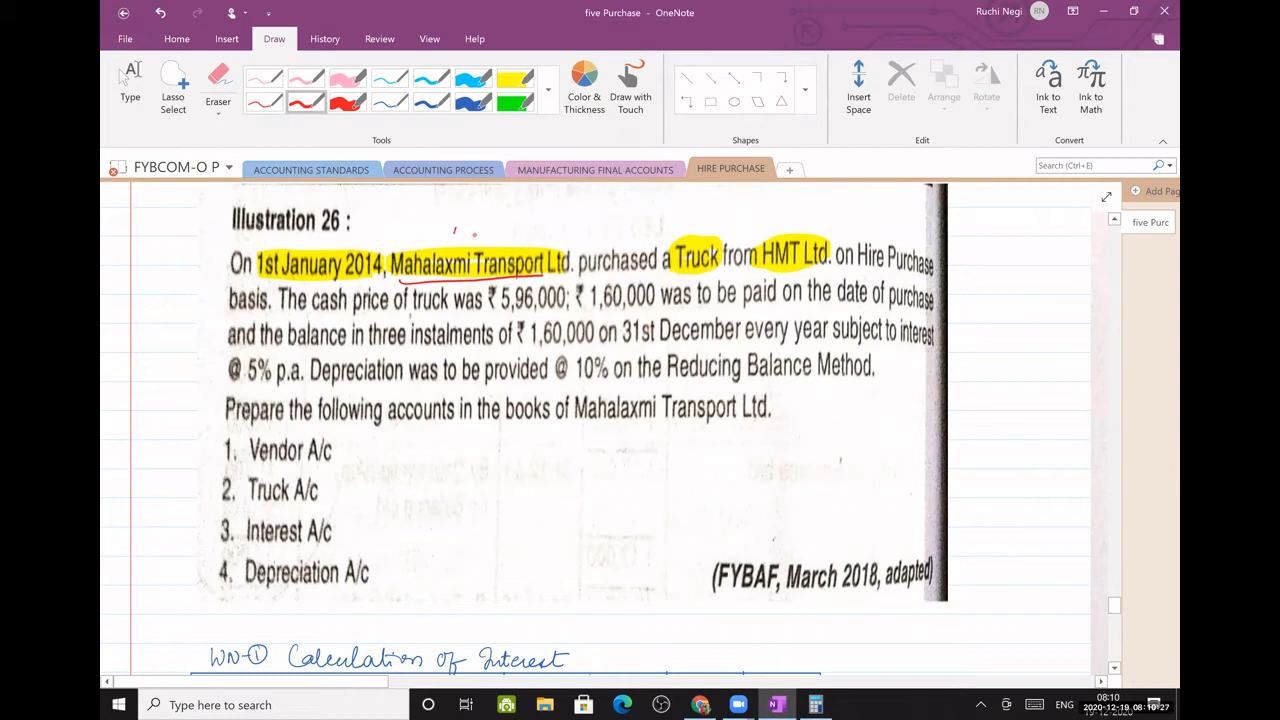 five Purchase - OneNote
Ruchi Negi
RN
File Home Insert Draw History Review View Help
Type
Lasso Select
Eraser
Color & Thickness
Draw with Touch
Insert Space
Delete
Arrange
Rotate
Ink to Text
Ink to Math
Tools
Shapes
Edit
Convert
FYBCOM-O P
ACCOUNTING STANDARDS
ACCOUNTING PROCESS
MANUFACTURING FINAL ACCOUNTS
HIRE PURCHASE
Search (Ctrl+E)
Add Pag
five Purc
Illustration 26 :
On 1st January 2014, Mahalaxmi Transport Ltd. purchased a Truck from HMT Ltd. on Hire Purchase
basis. The cash price of truck was ₹ 5,96,000; ₹ 1,60,000 was to be paid on the date of purchase
and the balance in three instalments of ₹ 1,60,000 on 31st December every year subject to interest
@ 5% p.a. Depreciation was to be provided @ 10% on the Reducing Balance Method.
Prepare the following accounts in the books of Mahalaxmi Transport Ltd.
1. Vendor A/c
2. Truck A/c
3. Interest A/c
4. Depreciation A/c
(FYBAF, March 2018, adapted)
WN-① Calculation of Interest
Type here to search
ENG
08:10
2020-12-19 08:10:27